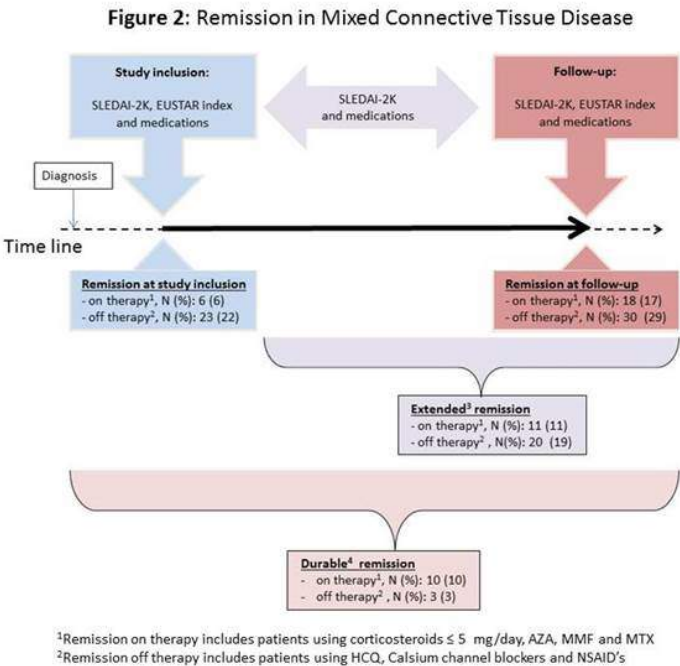 Figure 2: Remission in Mixed Connective Tissue Disease
Study inclusion:
SLEDAI-2K, EUSTAR index
and medications
SLEDAI-2K
and medications
Follow-up:
SLEDAI-2K, EUSTAR index
and medications
Diagnosis
Time line
Remission at study inclusion
- on therapy¹, N (%): 6 (6)
- off therapy², N (%): 23 (22)
Remission at follow-up
- on therapy¹, N (%): 18 (17)
- off therapy², N (%): 30 (29)
Extended³ remission
- on therapy¹, N (%): 11 (11)
- off therapy² , N(%): 20 (19)
Durable⁴ remission
- on therapy¹, N (%): 10 (10)
- off therapy² , N (%): 3 (3)
¹Remission on therapy includes patients using corticosteroids ≤ 5 mg/day, AZA, MMF and MTX
²Remission off therapy includes patients using HCQ, Calsium channel blockers and NSAID's